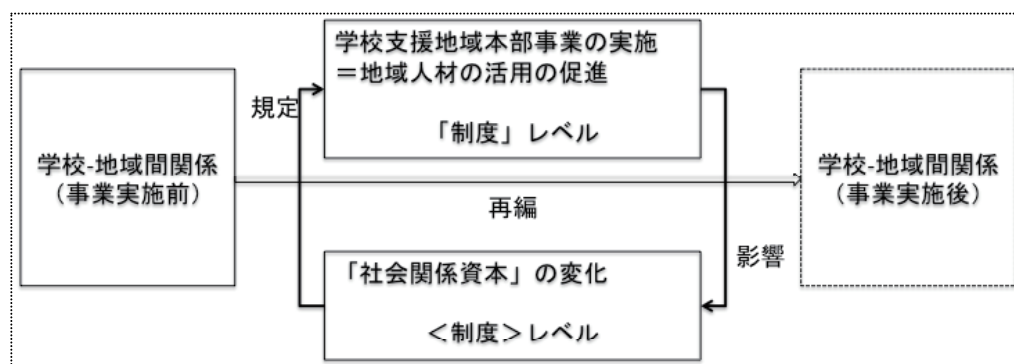 学校-地域間関係
（事業実施前）
規定
学校支援地域本部事業の実施
＝地域人材の活用の促進
「制度」レベル
再編
「社会関係資本」の変化
＜制度＞レベル
影響
学校-地域間関係
（事業実施後）